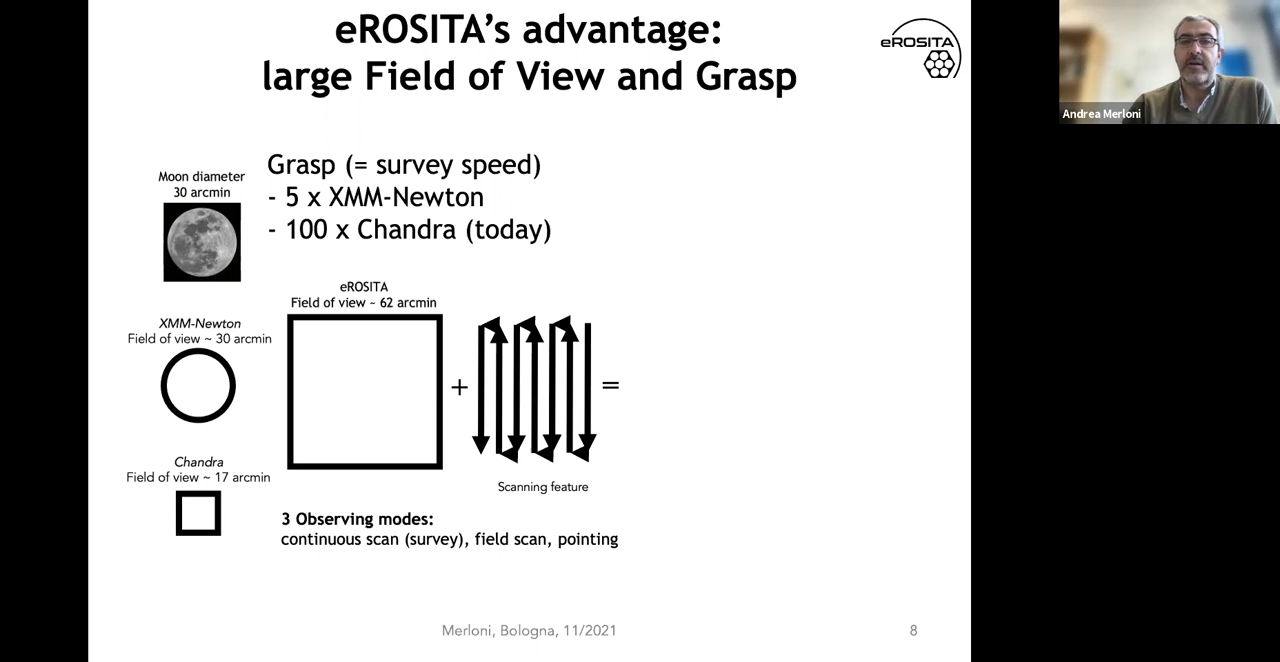 eROSITA's advantage:
large Field of View and Grasp
eROSITA
Andrea Merloni
Moon diameter
30 arcmin
Grasp (= survey speed)
- 5 x XMM-Newton
- 100 x Chandra (today)
eROSITA
Field of view ~ 62 arcmin
XMM-Newton
Field of view ~ 30 arcmin
+
=
Chandra
Field of view ~ 17 arcmin
Scanning feature
3 Observing modes:
continuous scan (survey), field scan, pointing
Merloni, Bologna, 11/2021
8